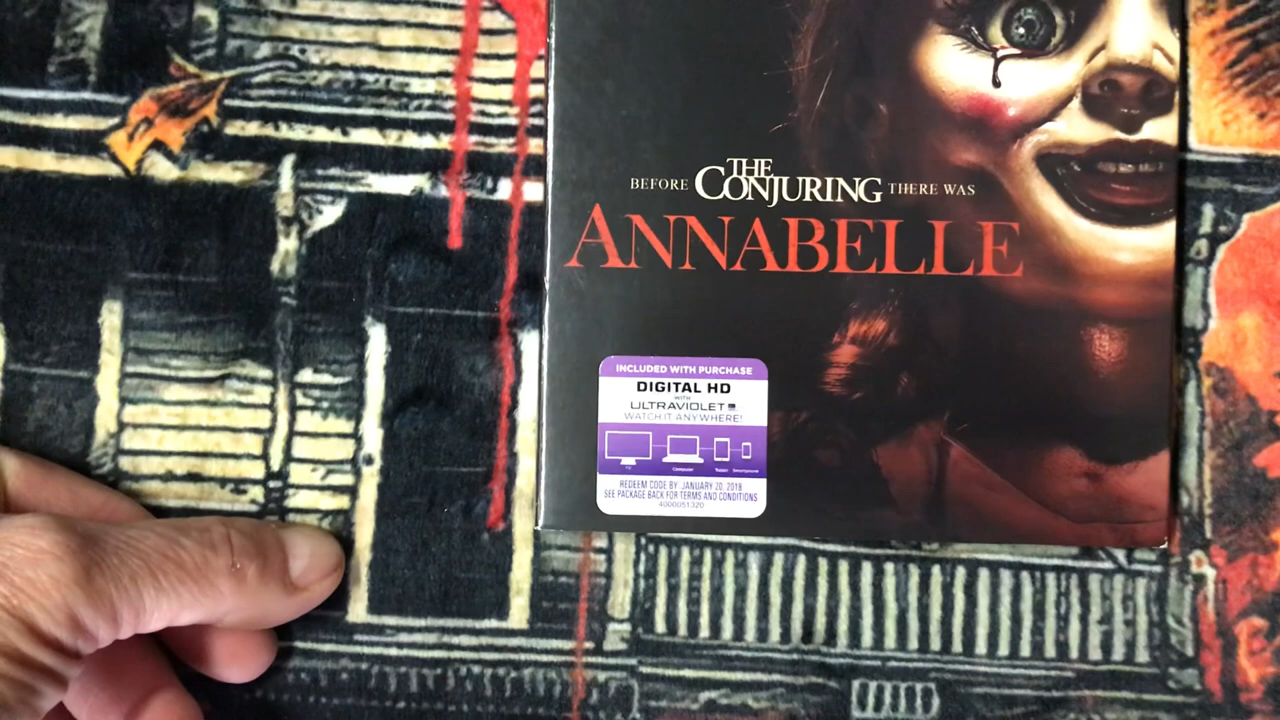 BEFORE THE CONJURING THERE WAS
ANNABELLE
INCLUDED WITH PURCHASE
DIGITAL HD
WITH
ULTRAVIOLET
WATCH IT ANYWHERE!
TV Computer Tablet Smartphone
REDEEM CODE BY JANUARY 20, 2018
SEE PACKAGE BACK FOR TERMS AND CONDITIONS
4000051320